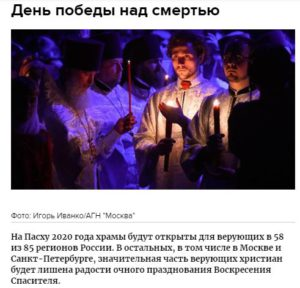 День победы над смертью
Фото: Игорь Иванко/АГН "Москва"
На Пасху 2020 года храмы будут открыты для верующих в 58
из 85 регионов России. В остальных, в том числе в Москве и
Санкт-Петербурге, значительная часть верующих христиан
будет лишена радости очного празднования Воскресения
Спасителя.